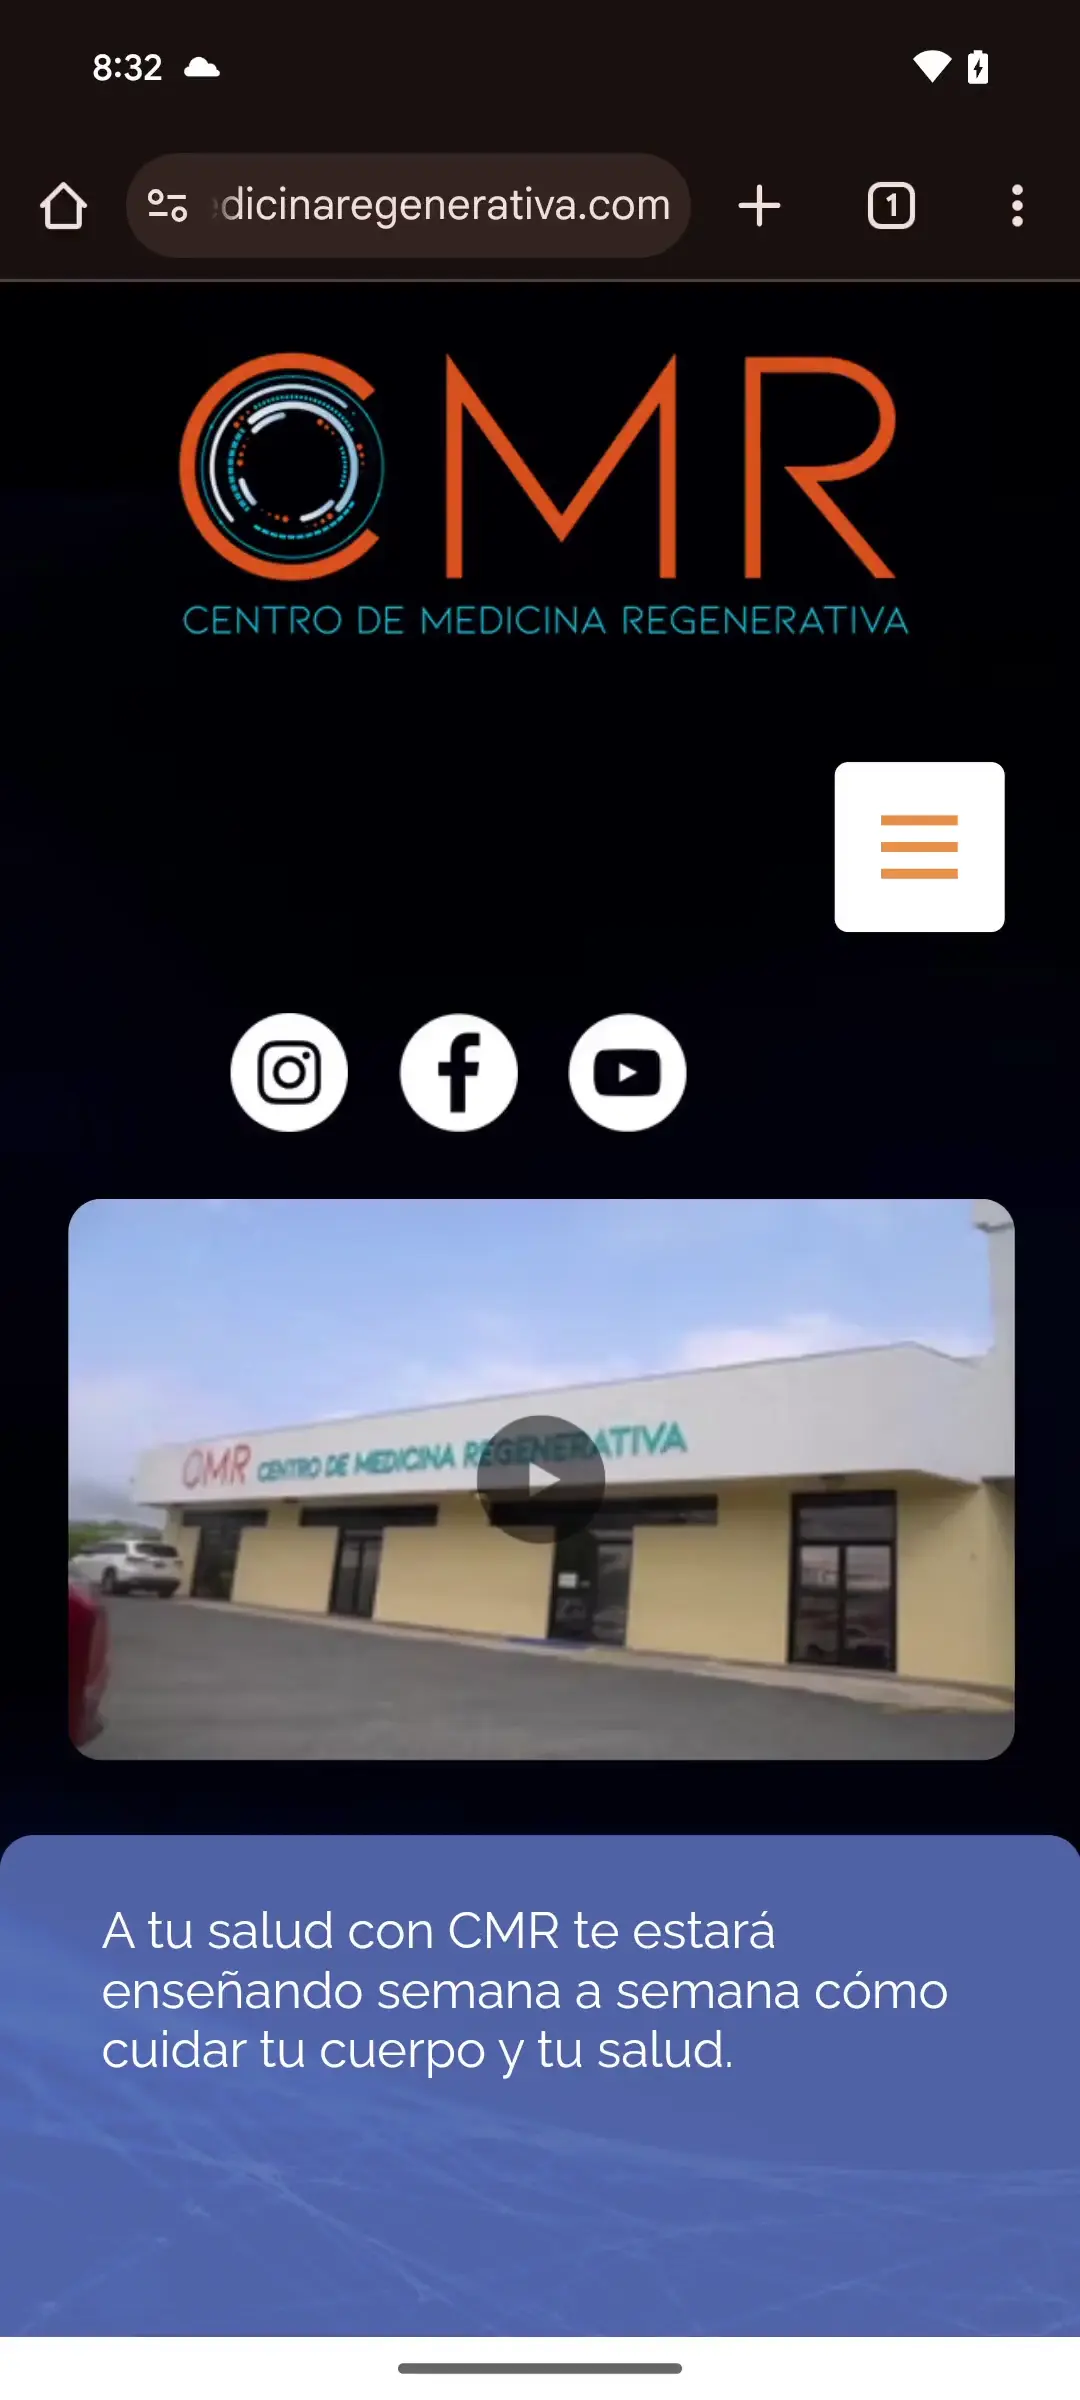 8:32
dicinaregenerativa.com
1
CMR
CENTRO DE MEDICINA REGENERATIVA
CMR CENTRO DE MEDICINA REGENERATIVA
A tu salud con CMR te estará
enseñando semana a semana cómo
cuidar tu cuerpo y tu salud.